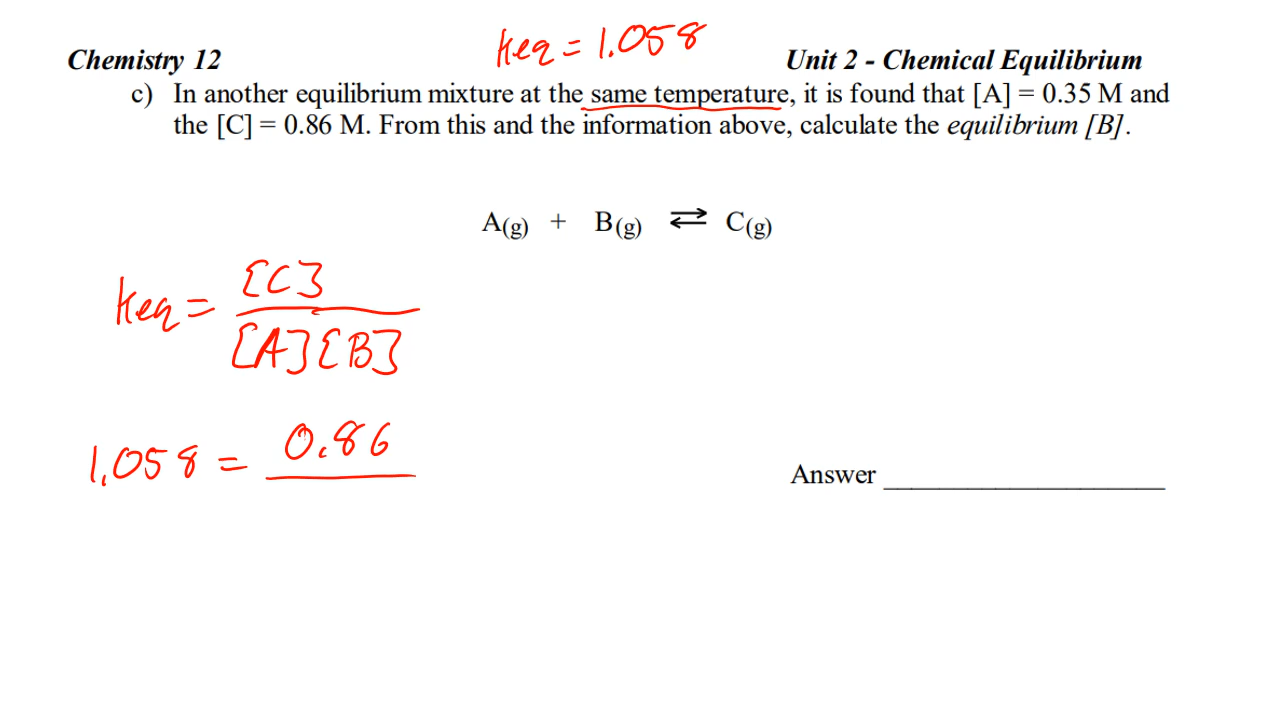 Keq = 1.058
Chemistry 12 Unit 2 - Chemical Equilibrium
c) In another equilibrium mixture at the same temperature, it is found that [A] = 0.35 M and
the [C] = 0.86 M. From this and the information above, calculate the equilibrium [B].
A(g) + B(g) ⇄ C(g)
Keq = [C]
[A][B]
1.058 = 0.86
Answer ____________________